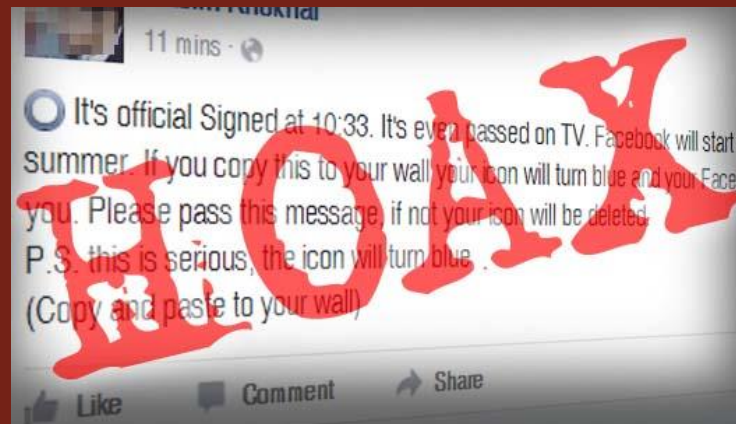 11 mins ·
It's official Signed at 10:33. It's even passed on TV. Facebook will start
summer. If you copy this to your wall your icon will turn blue and your Face
you. Please pass this message, if not your icon will be deleted.
P.S. this is serious, the icon will turn blue .
(Copy and paste to your wall)
HOAX
Like Comment Share